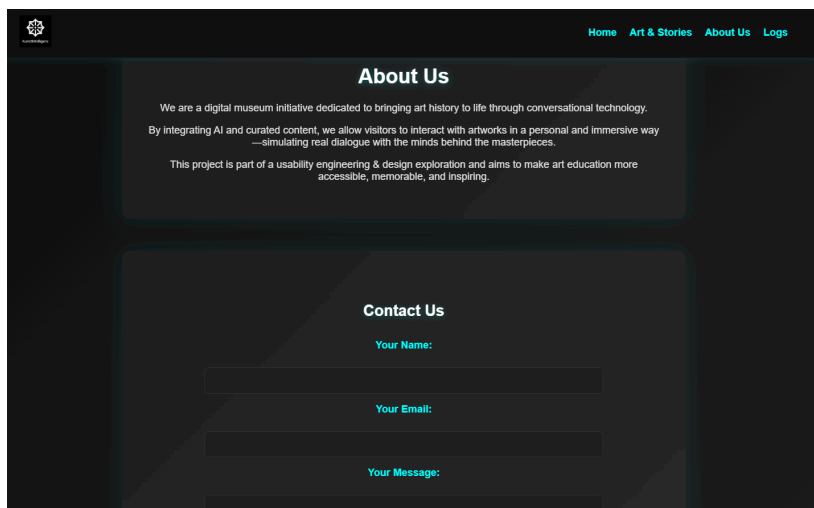 Home Art & Stories About Us Logs
About Us
We are a digital museum initiative dedicated to bringing art history to life through conversational technology.
By integrating AI and curated content, we allow visitors to interact with artworks in a personal and immersive way
—simulating real dialogue with the minds behind the masterpieces.
This project is part of a usability engineering & design exploration and aims to make art education more
accessible, memorable, and inspiring.
Contact Us
Your Name:
Your Email:
Your Message: